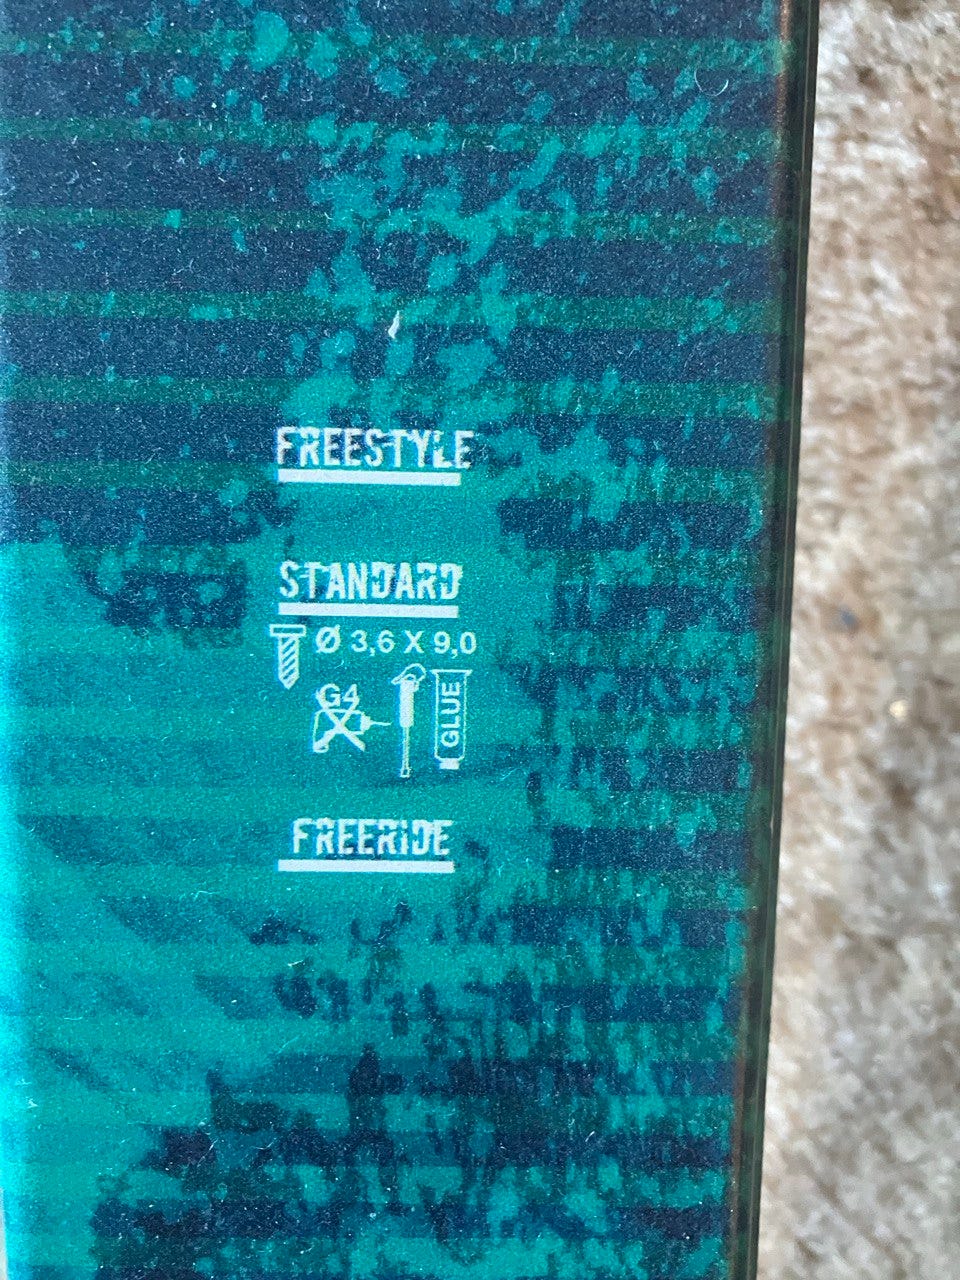 FREESTYLE
STANDARD
Ø 3,6 X 9,0
G4
GLUE
FREERIDE